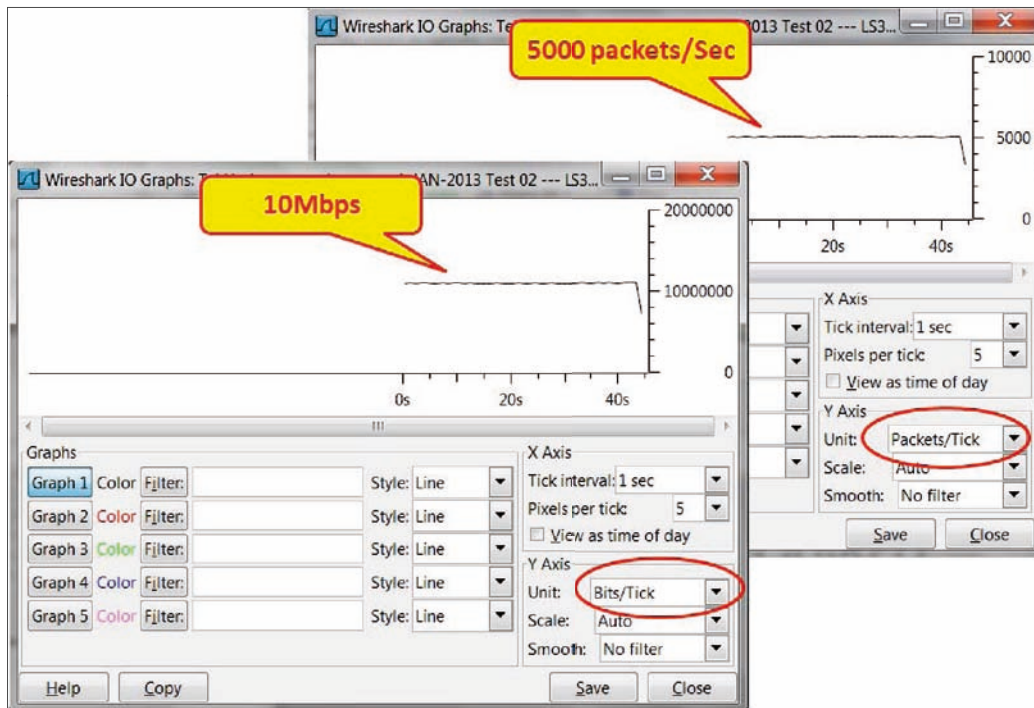 Wireshark IO Graphs: Te
2013 Test 02 --- LS3...
5000 packets/Sec
10000
5000
0
20s
40s
X Axis
Tick interval: 1 sec
Pixels per tick: 5
View as time of day
Y Axis
Unit: Packets/Tick
Scale: Auto
Smooth: No filter
Save
Close
Wireshark IO Graphs:
AN-2013 Test 02 --- LS3...
10Mbps
20000000
10000000
0
0s
20s
40s
Graphs
Graph 1 Color Filter: Style: Line
Graph 2 Color Filter: Style: Line
Graph 3 Color Filter: Style: Line
Graph 4 Color Filter: Style: Line
Graph 5 Color Filter: Style: Line
X Axis
Tick interval: 1 sec
Pixels per tick: 5
View as time of day
Y Axis
Unit: Bits/Tick
Scale: Auto
Smooth: No filter
Help
Copy
Save
Close